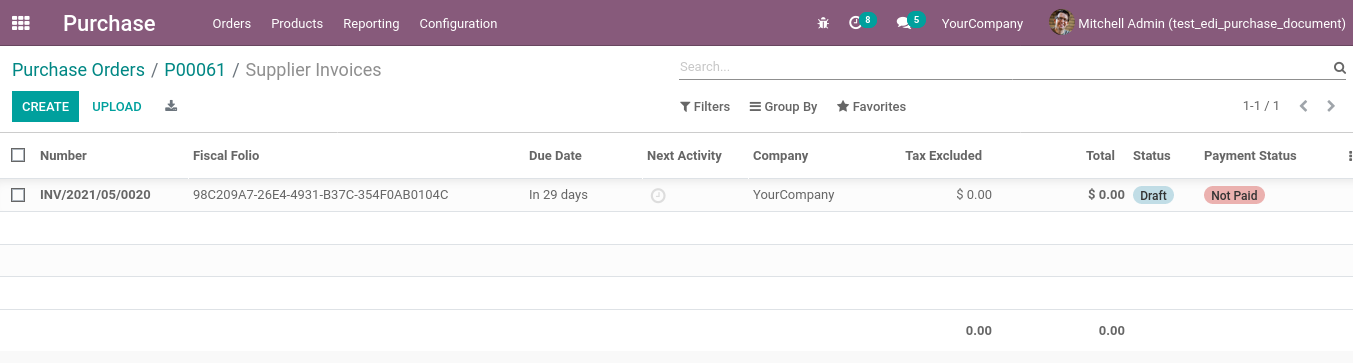 Purchase Orders Products Reporting Configuration 8 5 YourCompany Mitchell Admin (test_edi_purchase_document)
Purchase Orders / P00061 / Supplier Invoices Search...
CREATE UPLOAD Filters Group By Favorites 1-1 / 1
Number Fiscal Folio Due Date Next Activity Company Tax Excluded Total Status Payment Status
INV/2021/05/0020 98C209A7-26E4-4931-B37C-354F0AB0104C In 29 days YourCompany $ 0.00 $ 0.00 Draft Not Paid
0.00 0.00